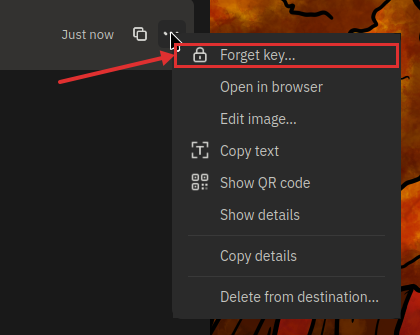 Just now
Forget key...
Open in browser
Edit image...
Copy text
Show QR code
Show details
Copy details
Delete from destination...